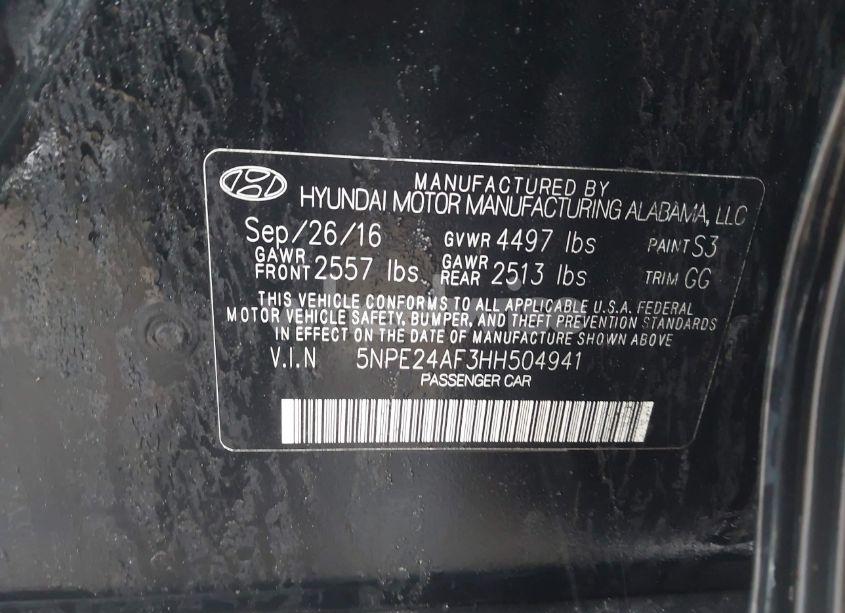 MANUFACTURED BY
HYUNDAI MOTOR MANUFACTURING ALABAMA, LLC
Sep/26/16 GVWR 4497 lbs PAINT S3
GAWR FRONT 2557 lbs GAWR REAR 2513 lbs TRIM GG
THIS VEHICLE CONFORMS TO ALL APPLICABLE U.S.A. FEDERAL
MOTOR VEHICLE SAFETY, BUMPER, AND THEFT PREVENTION STANDARDS
IN EFFECT ON THE DATE OF MANUFACTURE SHOWN ABOVE
V.I.N 5NPE24AF3HH504941
PASSENGER CAR